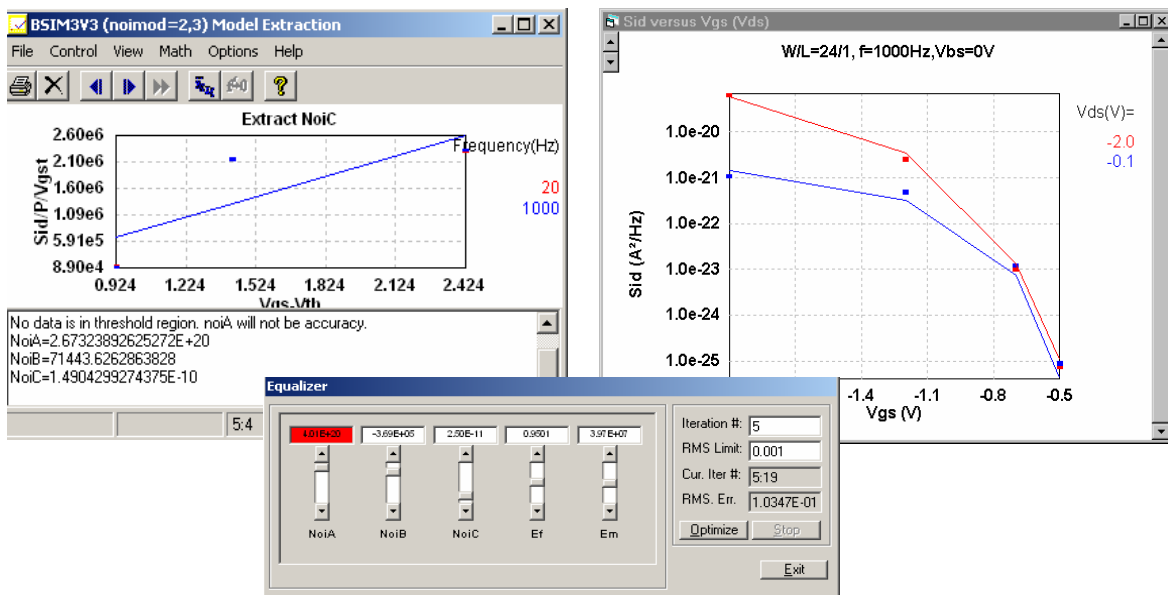 BSIM3V3 (noimod=2,3) Model Extraction
File Control View Math Options Help
Extract NoiC
Sid/P/Vgst
2.60e6
2.10e6
1.60e6
1.09e6
5.91e5
8.90e4
0.924 1.224 1.524 1.824 2.124 2.424
Vgs-Vth
Frequency(Hz)
20
1000
No data is in threshold region. noiA will not be accuracy.
NoiA=2.67323892625272E+20
NoiB=71443.6262863828
NoiC=1.4904299274375E-10
5:4
Sid versus Vgs (Vds)
W/L=24/1, f=1000Hz,Vbs=0V
Sid (A²/Hz)
1.0e-20
1.0e-21
1.0e-22
1.0e-23
1.0e-24
1.0e-25
-1.4 -1.1 -0.8 -0.5
Vgs (V)
Vds(V)=
-2.0
-0.1
Equalizer
4.01E+20 -3.69E+05 2.50E-11 0.9501 3.97E+07
NoiA NoiB NoiC Ef Em
Iteration #: 5
RMS Limit: 0.001
Cur. Iter #: 5:19
RMS. Err. 1.0347E-01
Optimize Stop
Exit